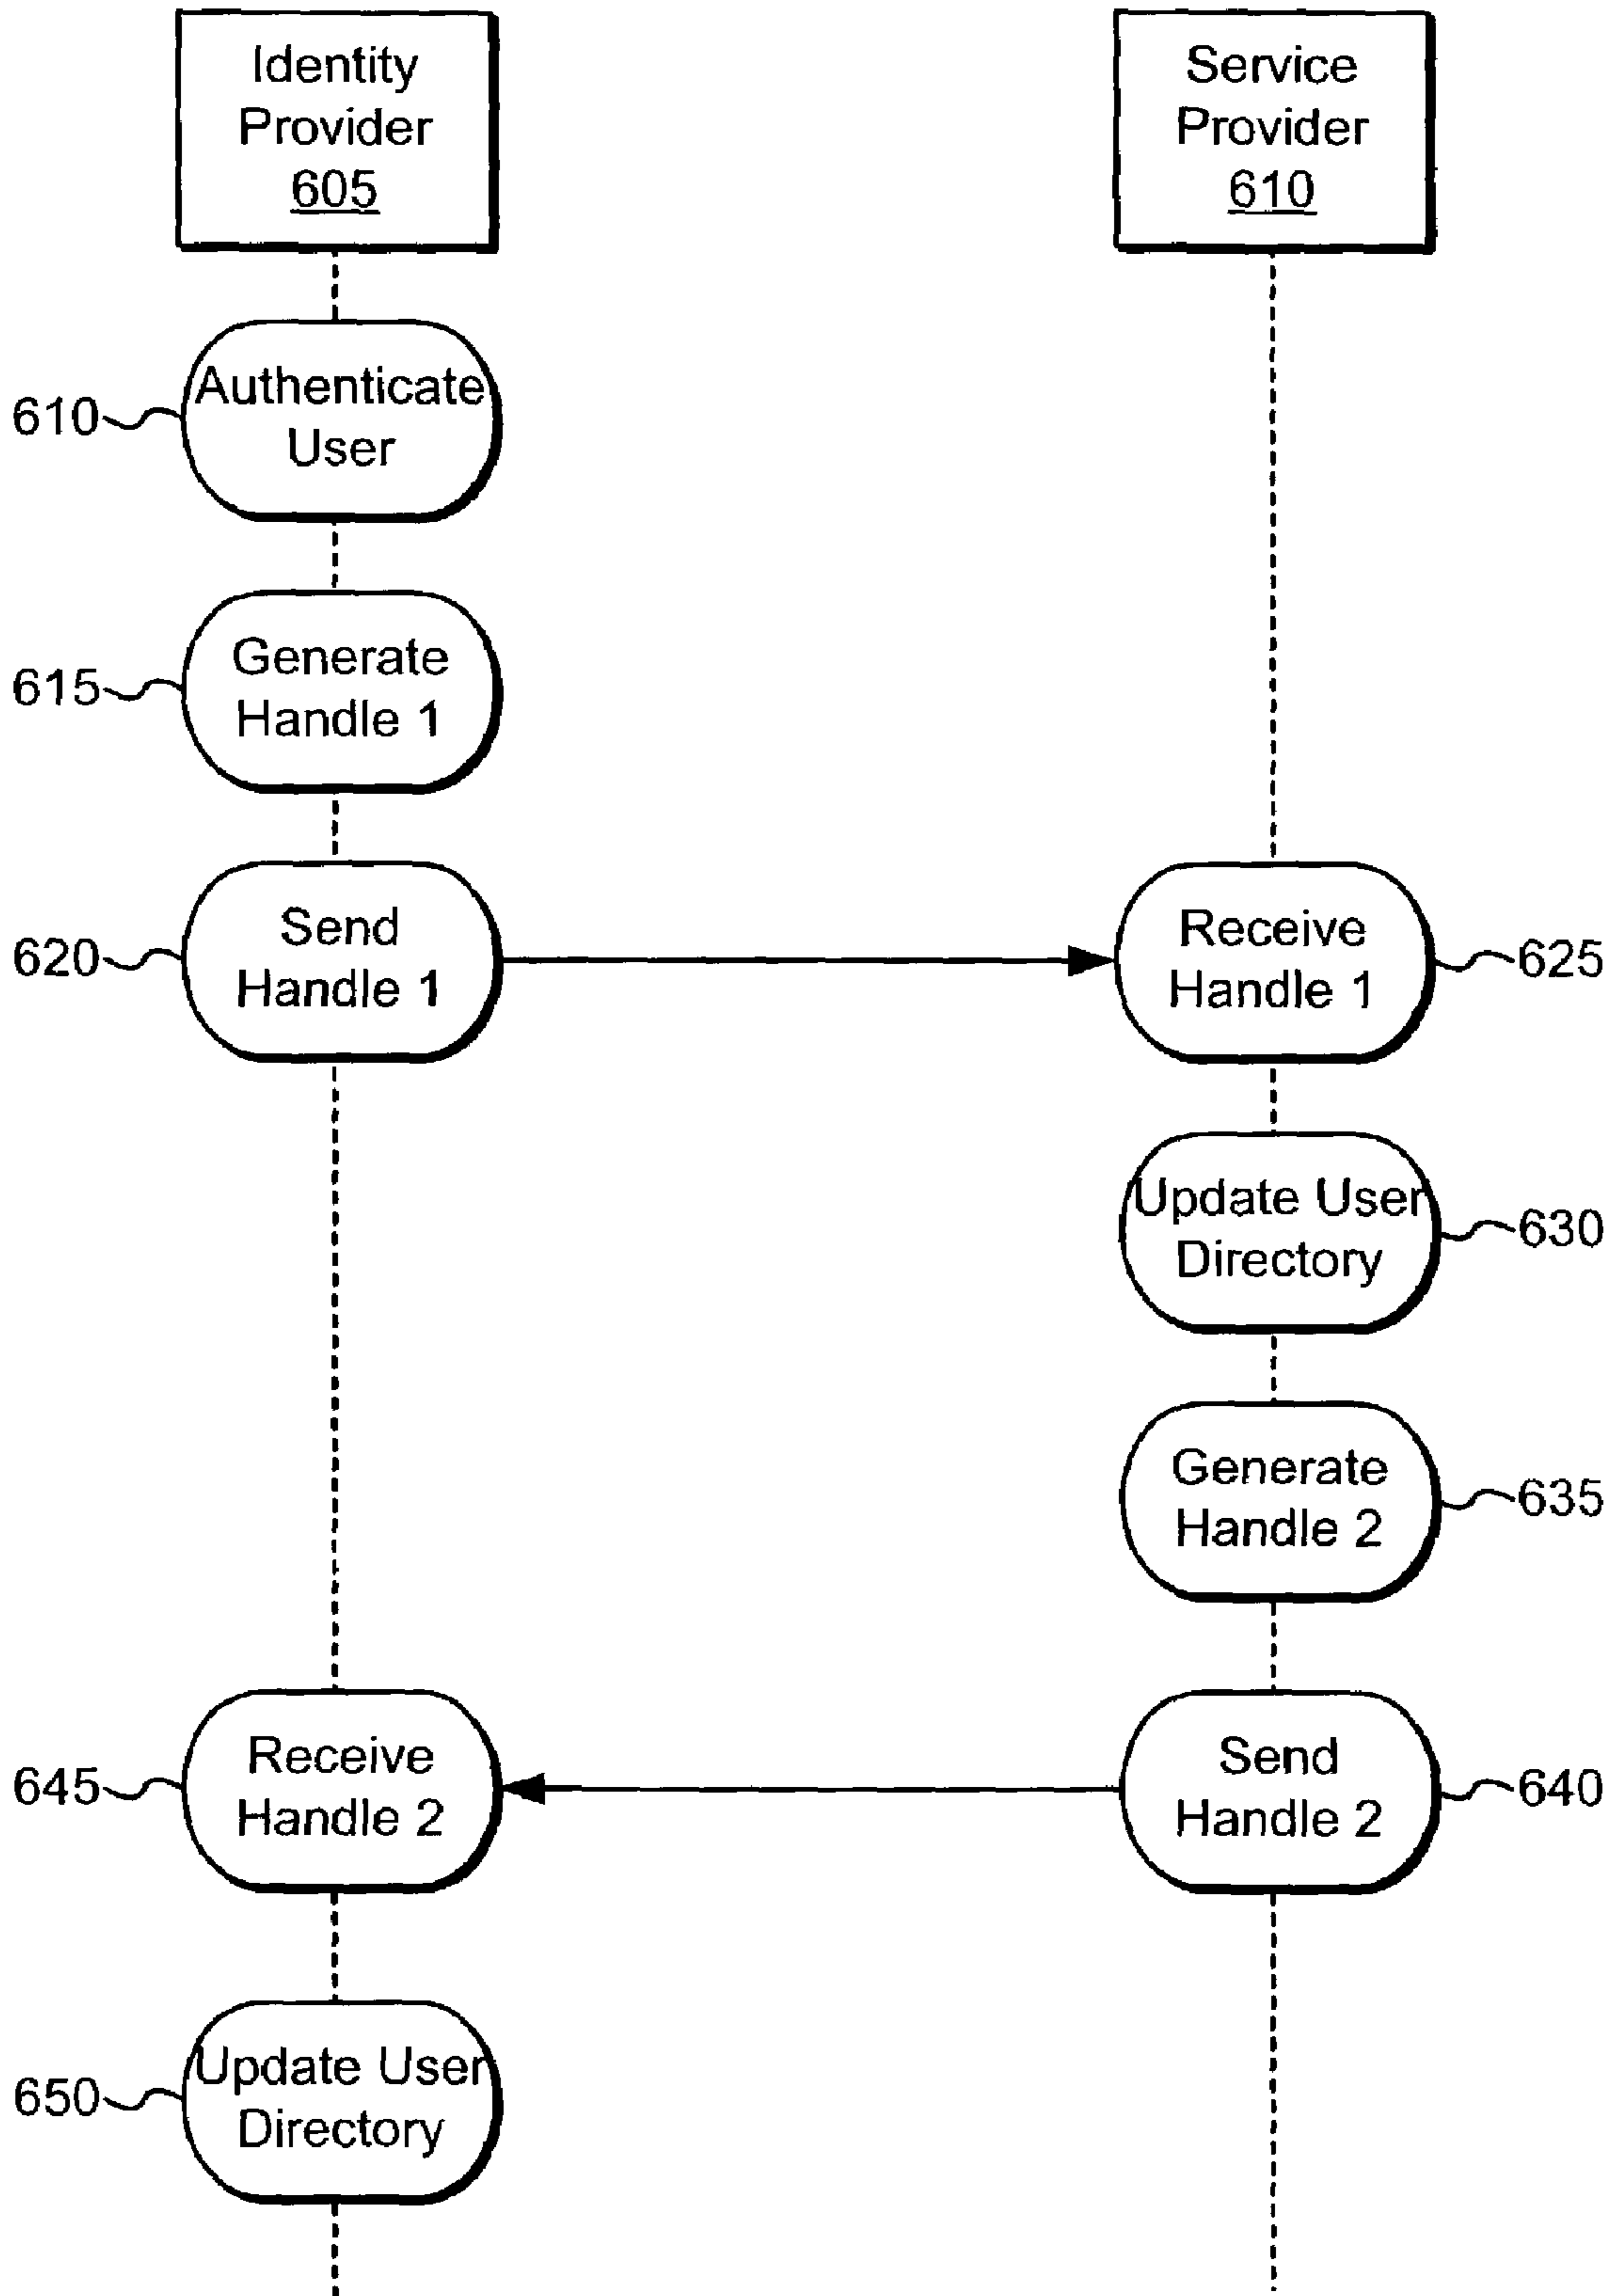 Identity
Provider
605
Service
Provider
610
610
Authenticate
User
615
Generate
Handle 1
620
Send
Handle 1
Receive
Handle 1
625
Update User
Directory
630
Generate
Handle 2
635
645
Receive
Handle 2
Send
Handle 2
640
650
Update User
Directory